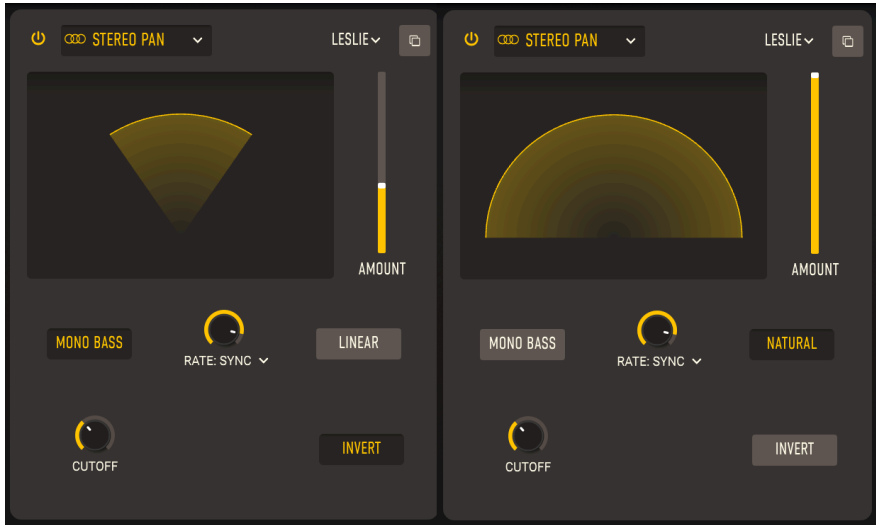 STEREO PAN
LESLIE
AMOUNT
MONO BASS
RATE: SYNC
LINEAR
CUTOFF
INVERT
STEREO PAN
LESLIE
AMOUNT
MONO BASS
RATE: SYNC
NATURAL
CUTOFF
INVERT